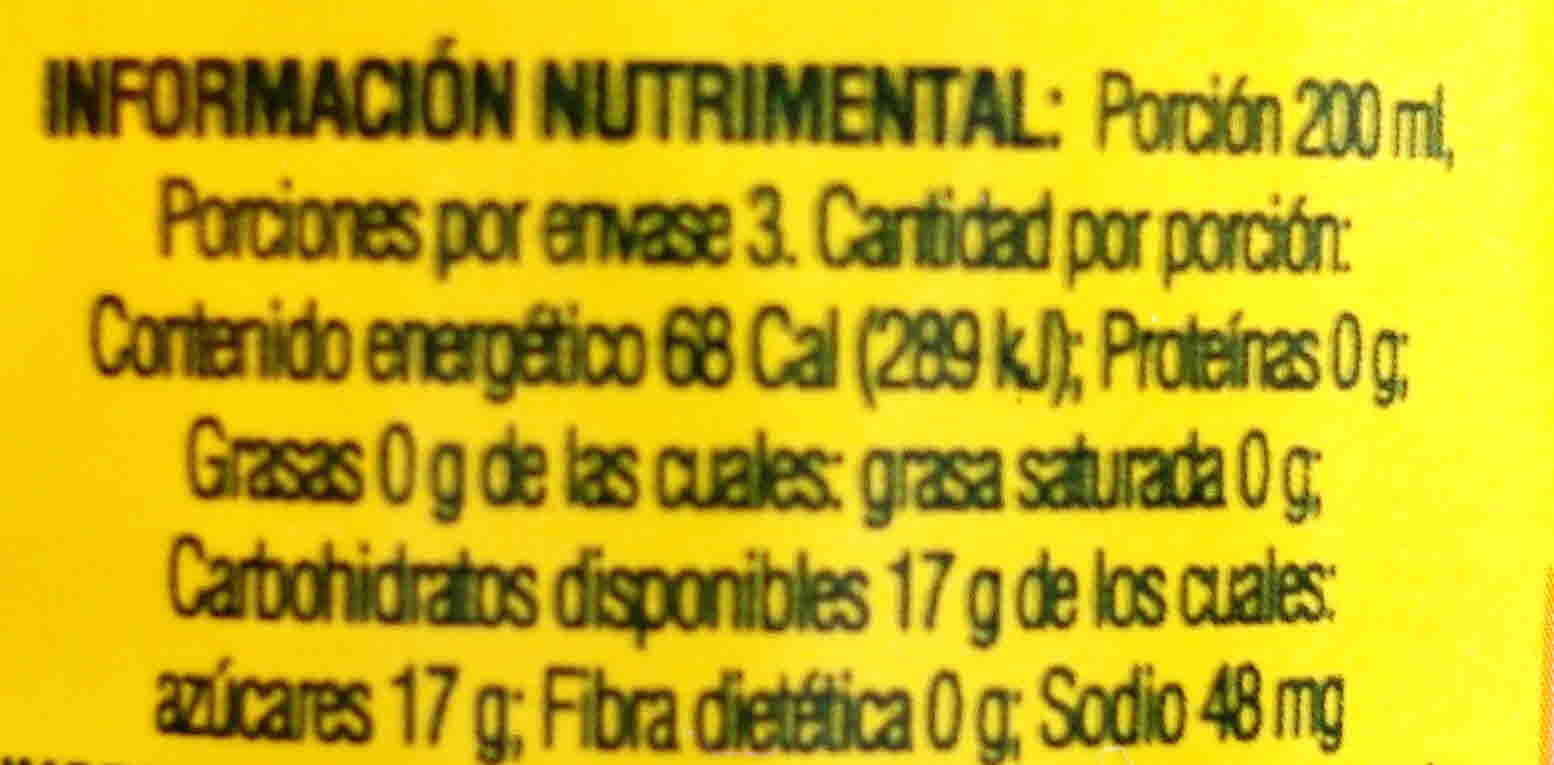 INFORMACIÓN NUTRIMENTAL: Porción 200 ml,
Porciones por envase 3. Cantidad por porción:
Contenido energético 68 Cal (289 kJ); Proteínas 0 g;
Grasas 0 g de las cuales: grasa saturada 0 g;
Carbohidratos disponibles 17 g de los cuales:
azúcares 17 g; Fibra dietética 0 g; Sodio 48 mg